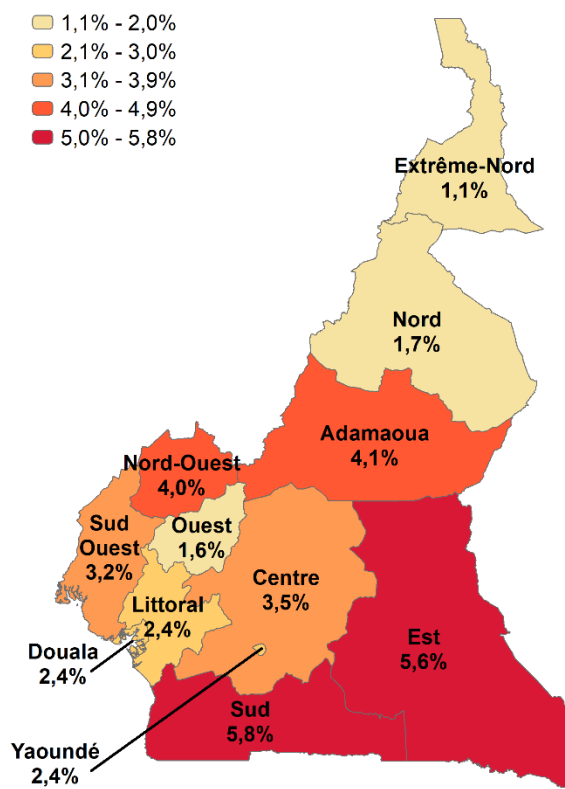 1,1% - 2,0%
2,1% - 3,0%
3,1% - 3,9%
4,0% - 4,9%
5,0% - 5,8%
Extrême-Nord
1,1%
Nord
1,7%
Adamaoua
4,1%
Nord-Ouest
4,0%
Ouest
1,6%
Sud
Ouest
3,2%
Centre
3,5%
Littoral
2,4%
Est
5,6%
Douala
2,4%
Sud
5,8%
Yaoundé
2,4%